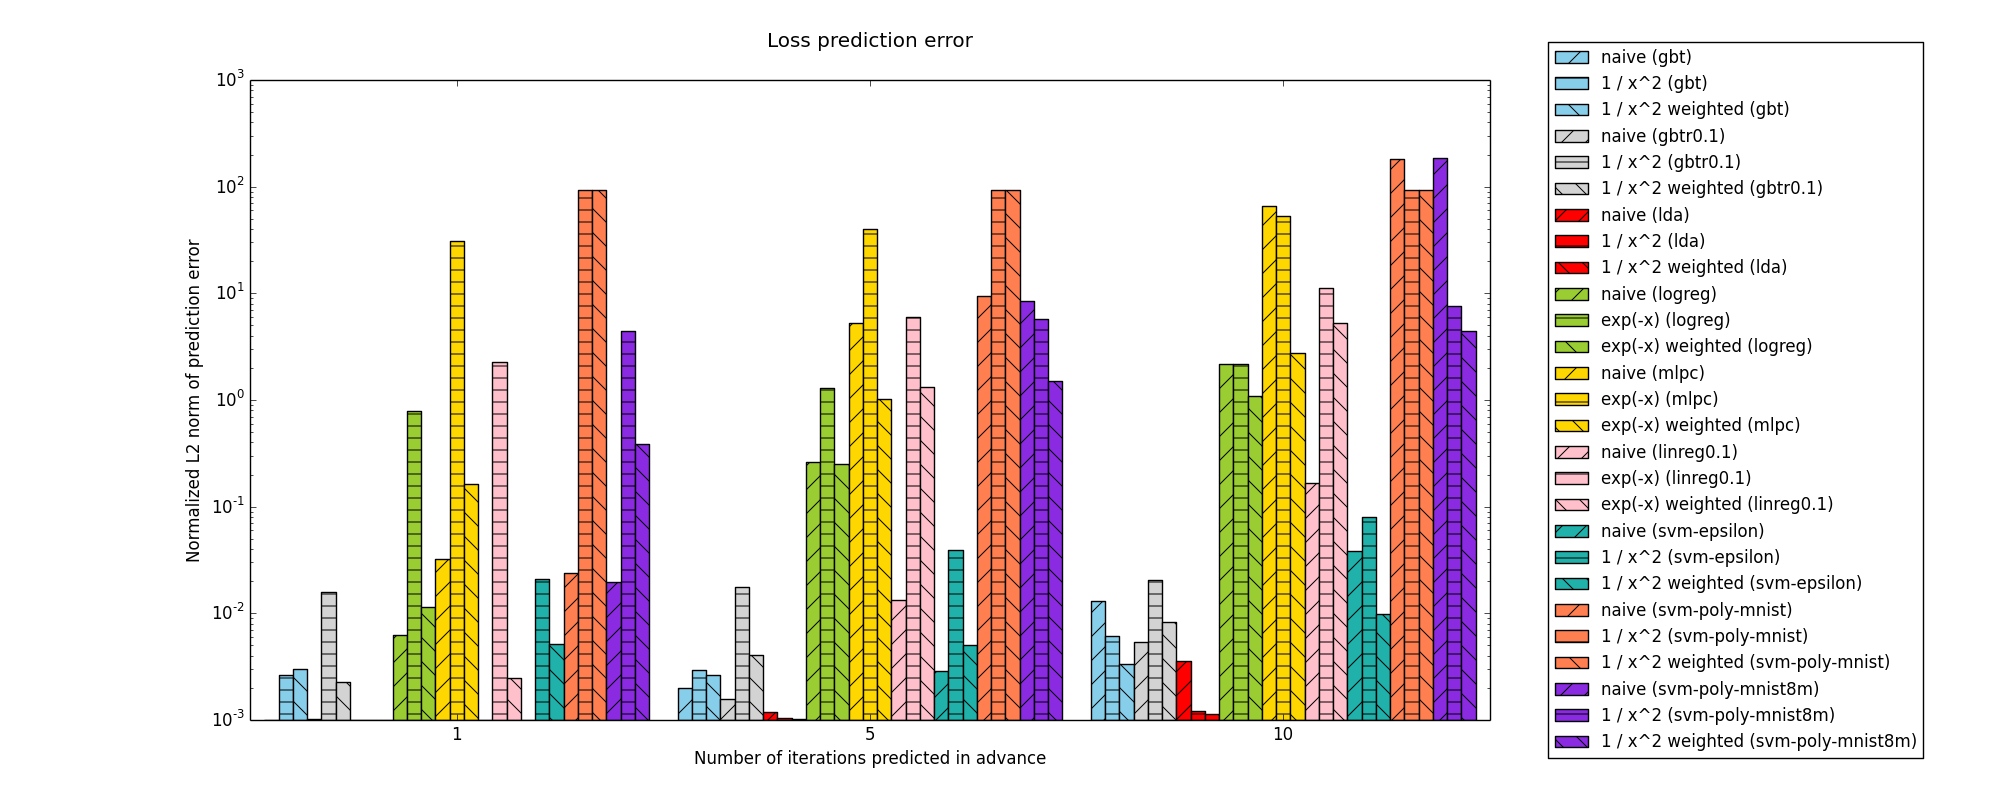 Loss prediction error
10^3
10^2
10^1
10^0
10^-1
10^-2
10^-3
Normalized L2 norm of prediction error
1 5 10
Number of iterations predicted in advance
naive (gbt)
1 / x^2 (gbt)
1 / x^2 weighted (gbt)
naive (gbtr0.1)
1 / x^2 (gbtr0.1)
1 / x^2 weighted (gbtr0.1)
naive (lda)
1 / x^2 (lda)
1 / x^2 weighted (lda)
naive (logreg)
exp(-x) (logreg)
exp(-x) weighted (logreg)
naive (mlpc)
exp(-x) (mlpc)
exp(-x) weighted (mlpc)
naive (linreg0.1)
exp(-x) (linreg0.1)
exp(-x) weighted (linreg0.1)
naive (svm-epsilon)
1 / x^2 (svm-epsilon)
1 / x^2 weighted (svm-epsilon)
naive (svm-poly-mnist)
1 / x^2 (svm-poly-mnist)
1 / x^2 weighted (svm-poly-mnist)
naive (svm-poly-mnist8m)
1 / x^2 (svm-poly-mnist8m)
1 / x^2 weighted (svm-poly-mnist8m)